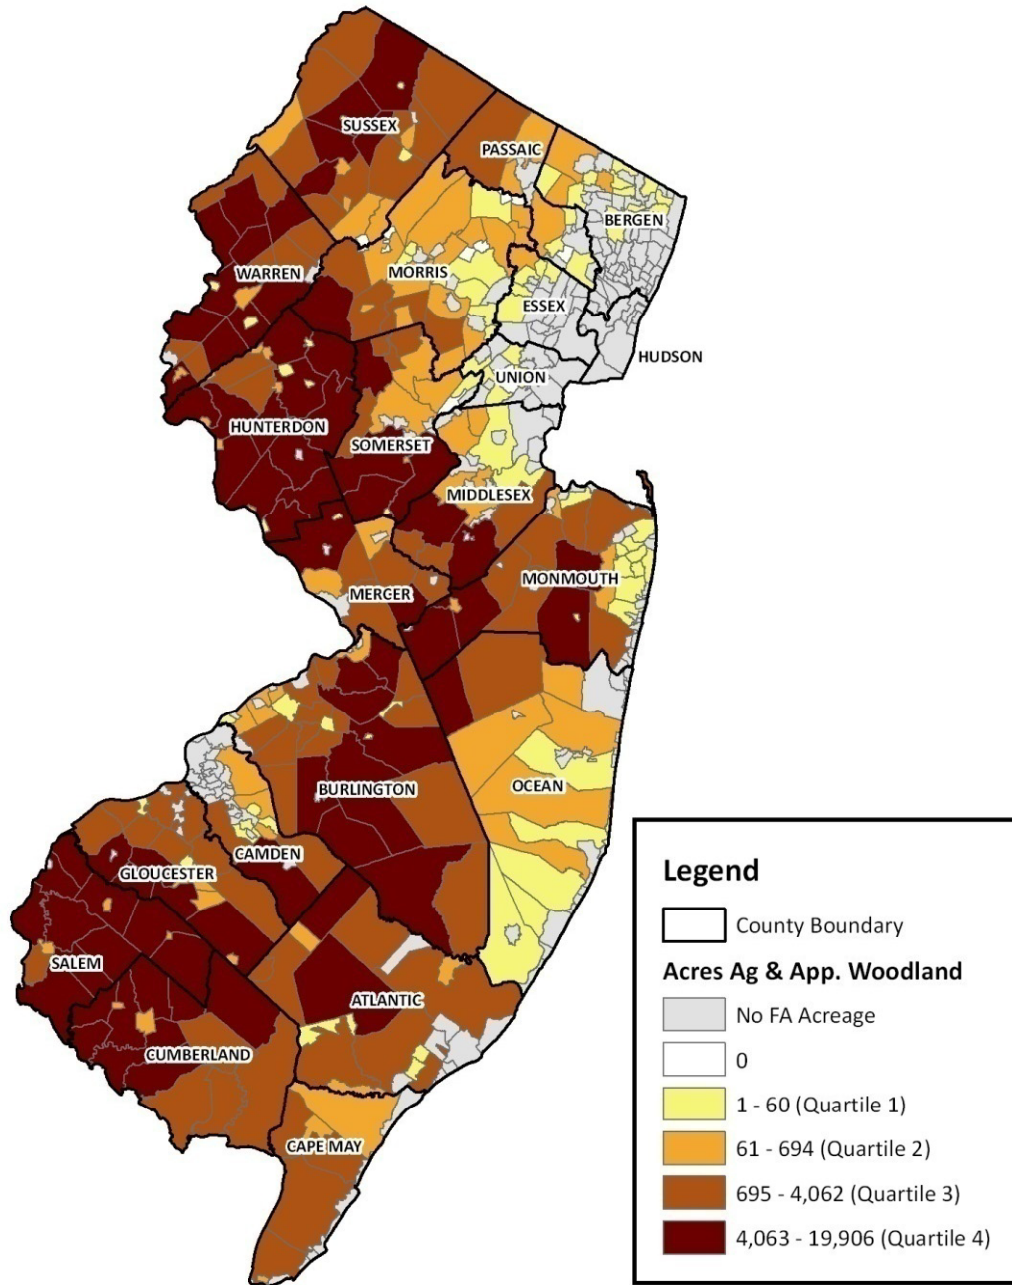 SUSSEX
PASSAIC
BERGEN
WARREN
MORRIS
ESSEX
HUDSON
UNION
HUNTERDON
SOMERSET
MIDDLESEX
MERCER
MONMOUTH
OCEAN
BURLINGTON
CAMDEN
GLOUCESTER
SALEM
ATLANTIC
CUMBERLAND
CAPE MAY
Legend
County Boundary
Acres Ag & App. Woodland
No FA Acreage
0
1 - 60 (Quartile 1)
61 - 694 (Quartile 2)
695 - 4,062 (Quartile 3)
4,063 - 19,906 (Quartile 4)